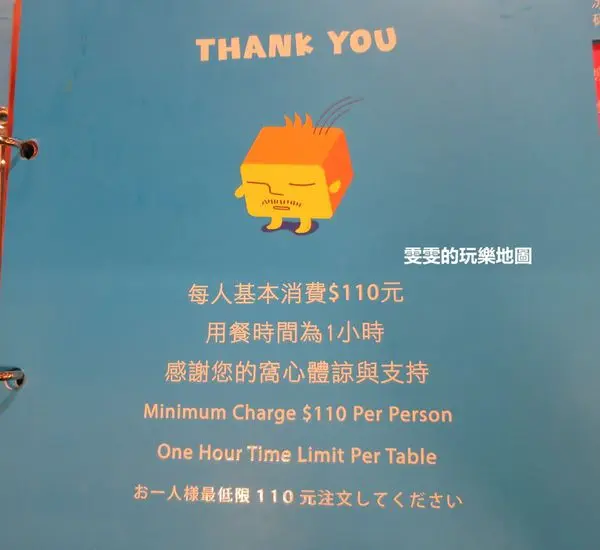 THANK YOU
雯雯的玩樂地圖
每人基本消費$110元
用餐時間為1小時
感謝您的窩心體諒與支持
Minimum Charge $110 Per Person
One Hour Time Limit Per Table
お一人様最低限 110 元注文してください